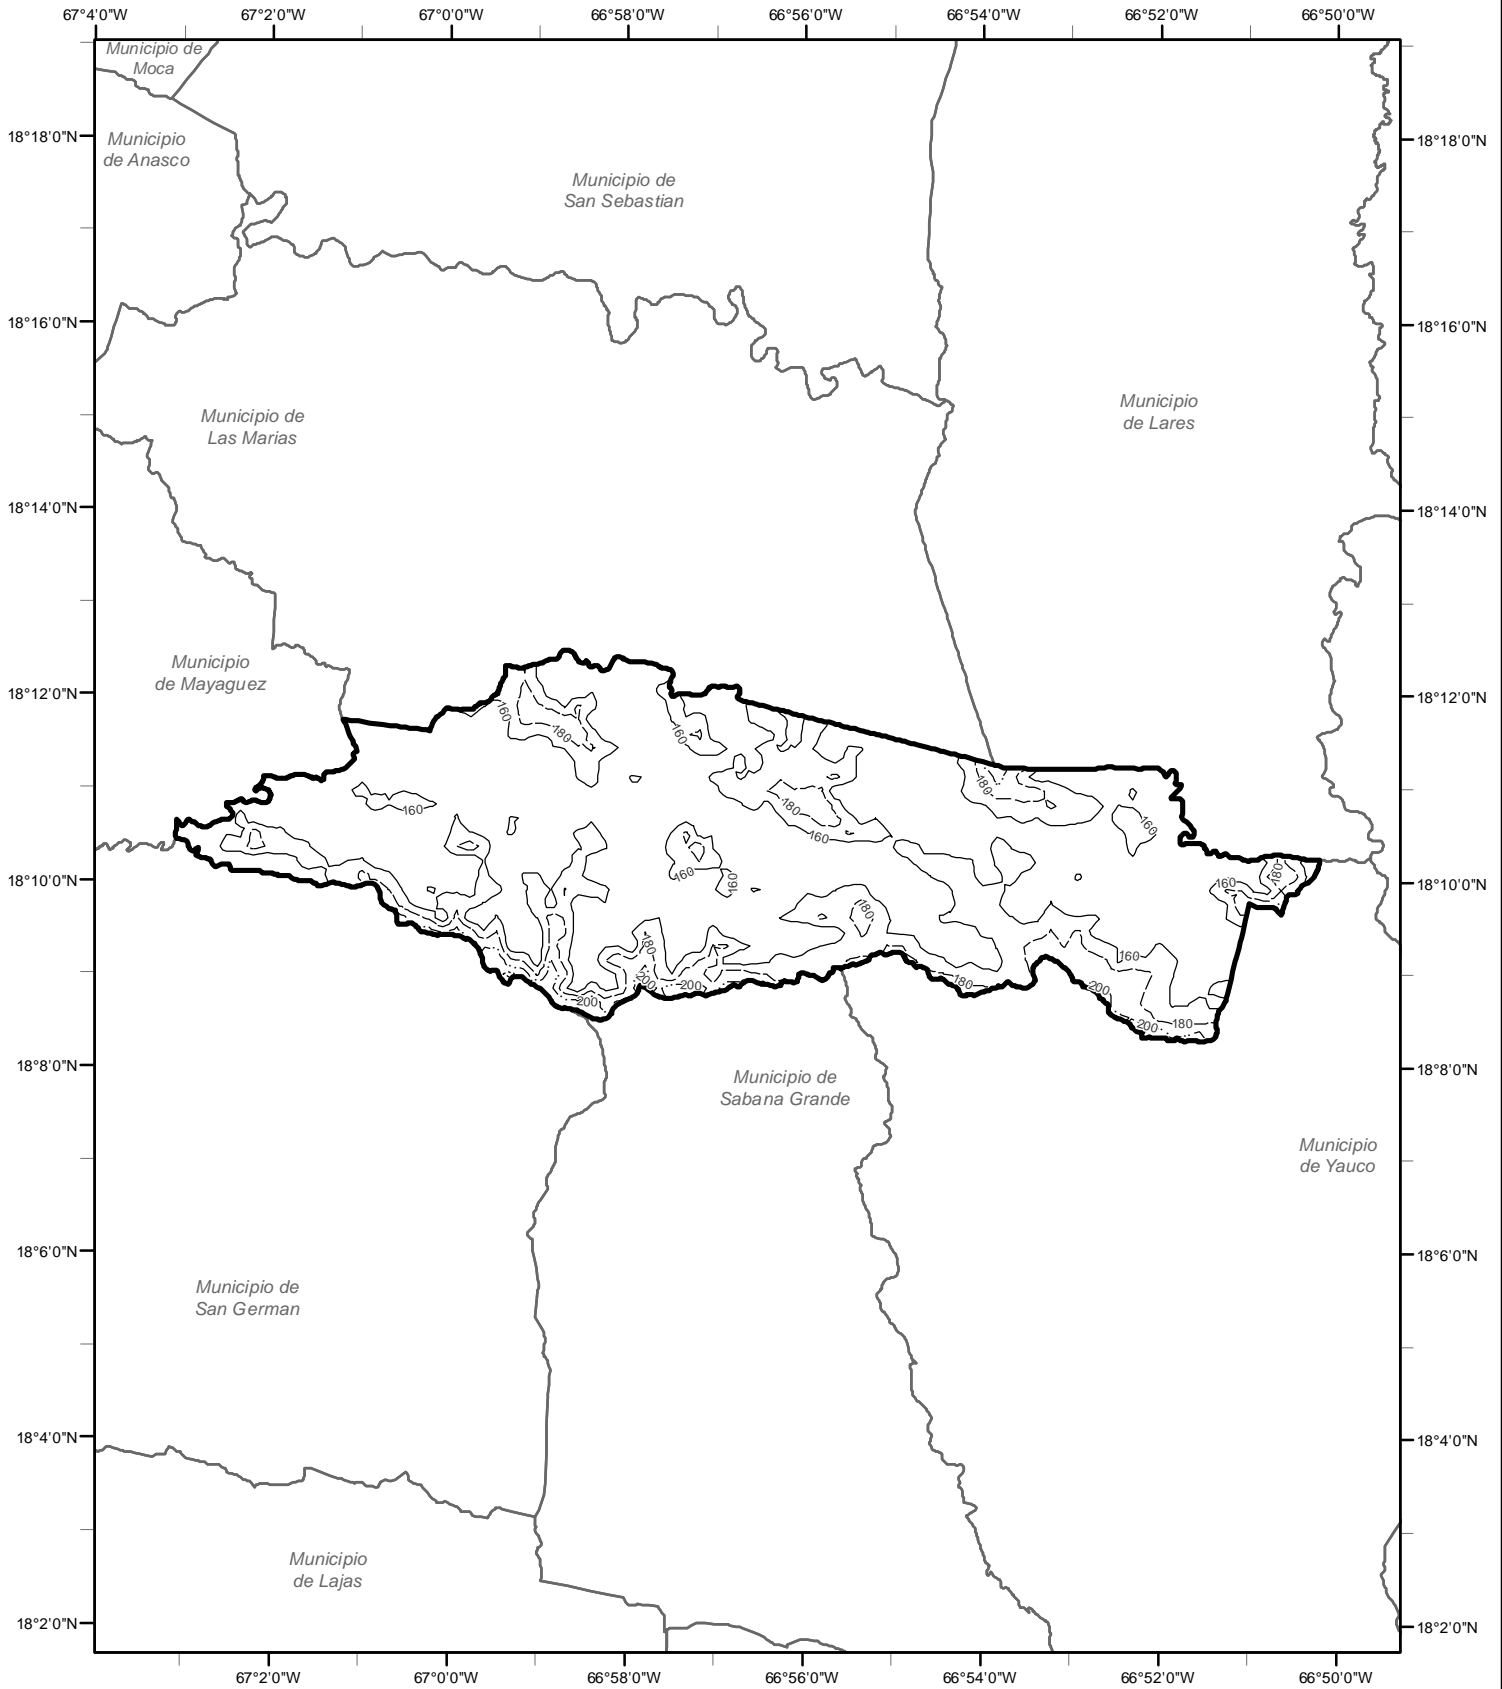 67°4'0"W 67°2'0"W 67°0'0"W 66°58'0"W 66°56'0"W 66°54'0"W 66°52'0"W 66°50'0"W
Municipio de
Moca
18°18'0"N
18°18'0"N
Municipio
de Anasco
Municipio de
San Sebastian
18°16'0"N
18°16'0"N
Municipio
de Lares
Municipio de
Las Marias
18°14'0"N
18°14'0"N
Municipio
de Mayaguez
18°12'0"N
18°12'0"N
160
180
160
180
180
160
160
160
160
160
160
180
18°10'0"N
18°10'0"N
180
180
160
200
200
180
200
200
200
180
18°8'0"N
18°8'0"N
Municipio de
Sabana Grande
Municipio
de Yauco
18°6'0"N
18°6'0"N
Municipio de
San German
18°4'0"N
18°4'0"N
Municipio
de Lajas
18°2'0"N
18°2'0"N
67°2'0"W 67°0'0"W 66°58'0"W 66°56'0"W 66°54'0"W 66°52'0"W 66°50'0"W